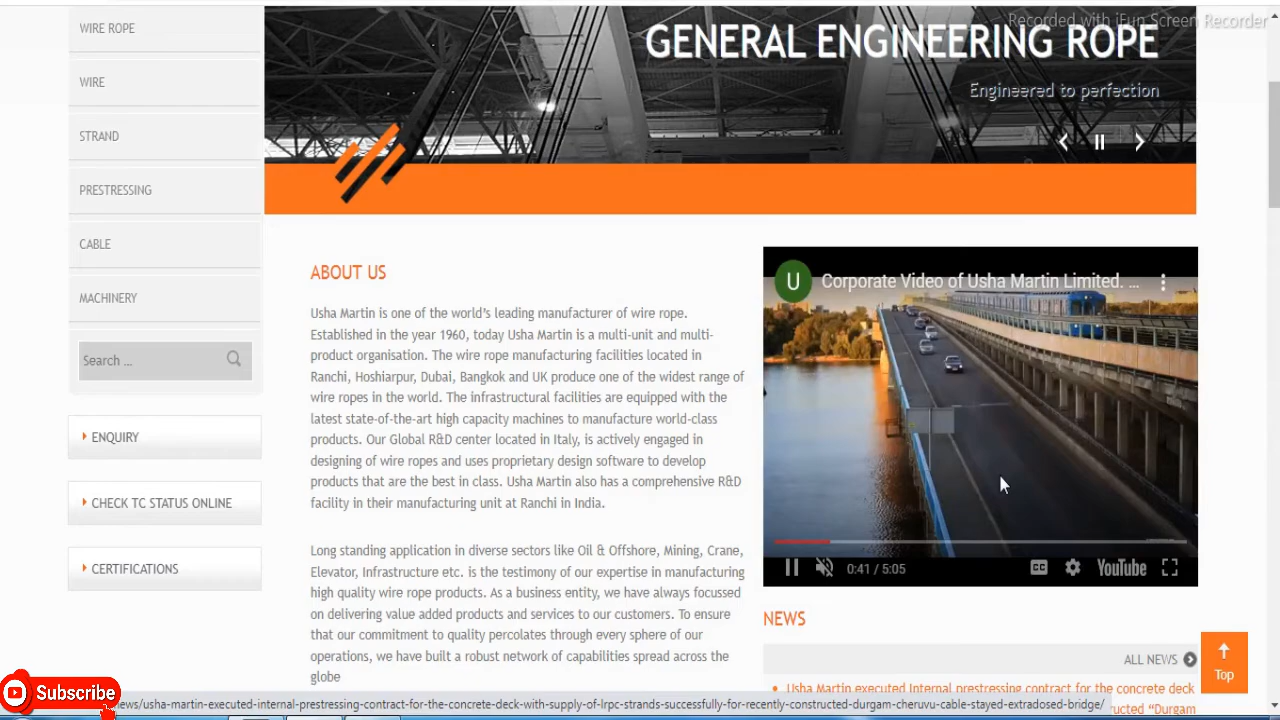 Recorded with iFun Screen Recorder
WIRE ROPE
WIRE
STRAND
PRESTRESSING
CABLE
MACHINERY
Search ...
ENQUIRY
CHECK TC STATUS ONLINE
CERTIFICATIONS
GENERAL ENGINEERING ROPE
Engineered to perfection
ABOUT US
Usha Martin is one of the world's leading manufacturer of wire rope.
Established in the year 1960, today Usha Martin is a multi-unit and multi-
product organisation. The wire rope manufacturing facilities located in
Ranchi, Hoshiarpur, Dubai, Bangkok and UK produce one of the widest range of
wire ropes in the world. The infrastructural facilities are equipped with the
latest state-of-the-art high capacity machines to manufacture world-class
products. Our Global R&D center located in Italy, is actively engaged in
designing of wire ropes and uses proprietary design software to develop
products that are the best in class. Usha Martin also has a comprehensive R&D
facility in their manufacturing unit at Ranchi in India.
Long standing application in diverse sectors like Oil & Offshore, Mining, Crane,
Elevator, Infrastructure etc. is the testimony of our expertise in manufacturing
high quality wire rope products. As a business entity, we have always focussed
on delivering value added products and services to our customers. To ensure
that our commitment to quality percolates through every sphere of our
operations, we have built a robust network of capabilities spread across the
globe
U
Corporate Video of Usha Martin Limited. ...
0:41 / 5:05
CC
YouTube
NEWS
ALL NEWS
Usha Martin executed Internal prestressing contract for the concrete deck
constructed "Durgam
Top
Subscribe
news/usha-martin-executed-internal-prestressing-contract-for-the-concrete-deck-with-supply-of-lrpc-strands-successfully-for-recently-constructed-durgam-cheruvu-cable-stayed-extradosed-bridge/